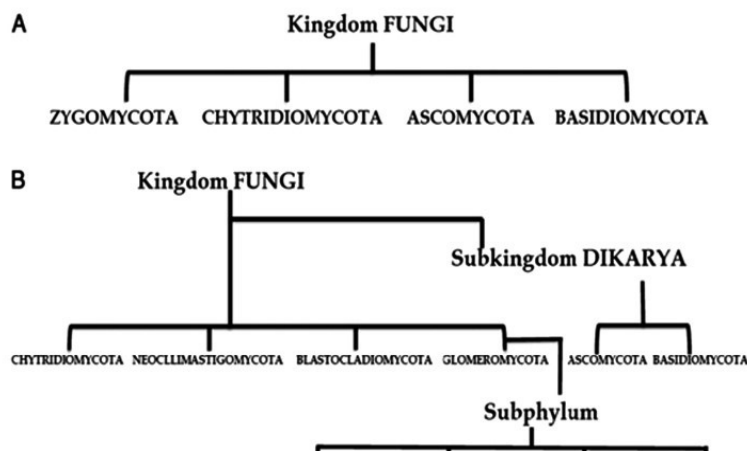 A
Kingdom FUNGI
ZYGOMYCOTA CHYTRIDIOMYCOTA ASCOMYCOTA BASIDIOMYCOTA
B
Kingdom FUNGI
Subkingdom DIKARYA
CHYTRIDIOMYCOTA NEOCLLIMASTIGOMYCOTA BLASTOCLADIOMYCOTA GLOMEROMYCOTA ASCOMYCOTA BASIDIOMYCOTA
Subphylum